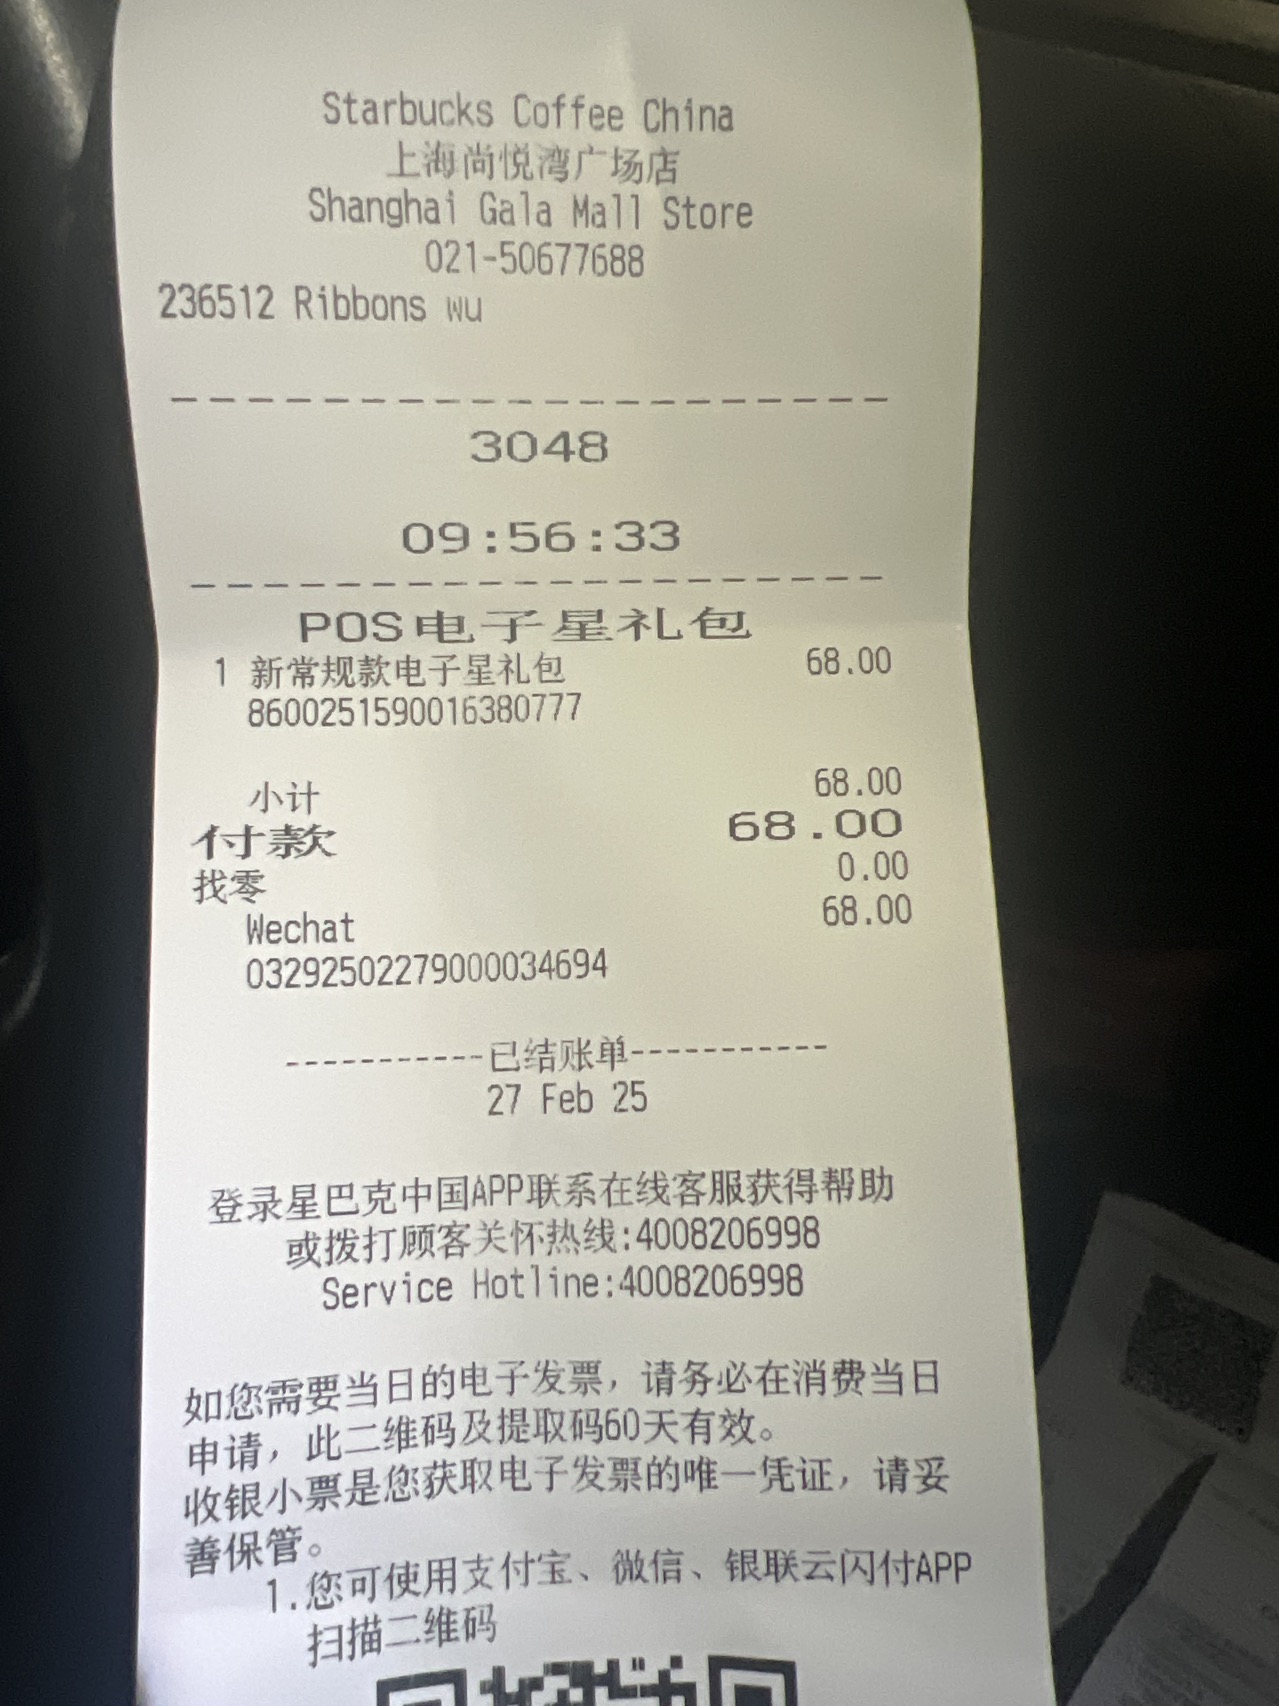 Starbucks Coffee China
上海尚悦湾广场店
Shanghai Gala Mall Store
021-50677688
236512 Ribbons wu
3048
09:56:33
POS电子星礼包
1 新常规款电子星礼包 68.00
8600251590016380777
小计 68.00
付款 68.00
找零 0.00
Wechat 68.00
03292502279000034694
-----------已结账单-----------
27 Feb 25
登录星巴克中国APP联系在线客服获得帮助
或拨打顾客关怀热线:4008206998
Service Hotline:4008206998
如您需要当日的电子发票，请务必在消费当日
申请，此二维码及提取码60天有效。
收银小票是您获取电子发票的唯一凭证，请妥
善保管。
1.您可使用支付宝、微信、银联云闪付APP
扫描二维码